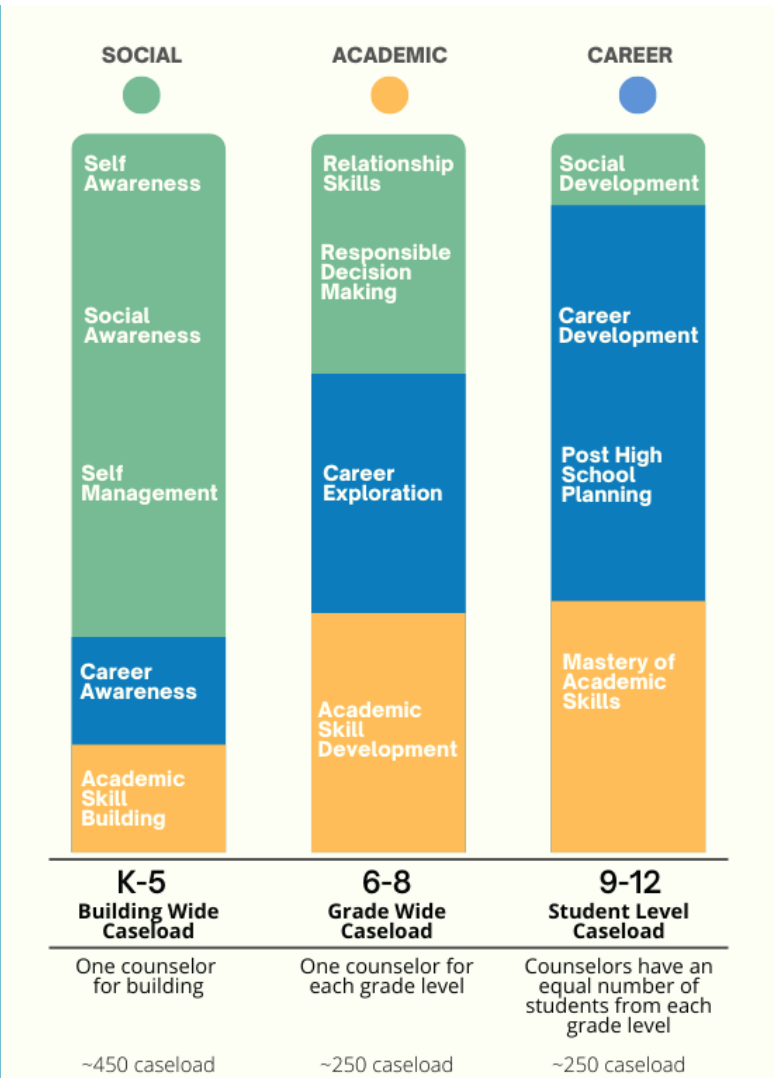 SOCIAL
ACADEMIC
CAREER
Self
Awareness
Social
Awareness
Self
Management
Career
Awareness
Academic
Skill
Building
Relationship
Skills
Responsible
Decision
Making
Career
Exploration
Academic
Skill
Development
Social
Development
Career
Development
Post High
School
Planning
Mastery of
Academic
Skills
K-5
Building Wide
Caseload
One counselor
for building
~450 caseload
6-8
Grade Wide
Caseload
One counselor for
each grade level
~250 caseload
9-12
Student Level
Caseload
Counselors have an
equal number of
students from each
grade level
~250 caseload